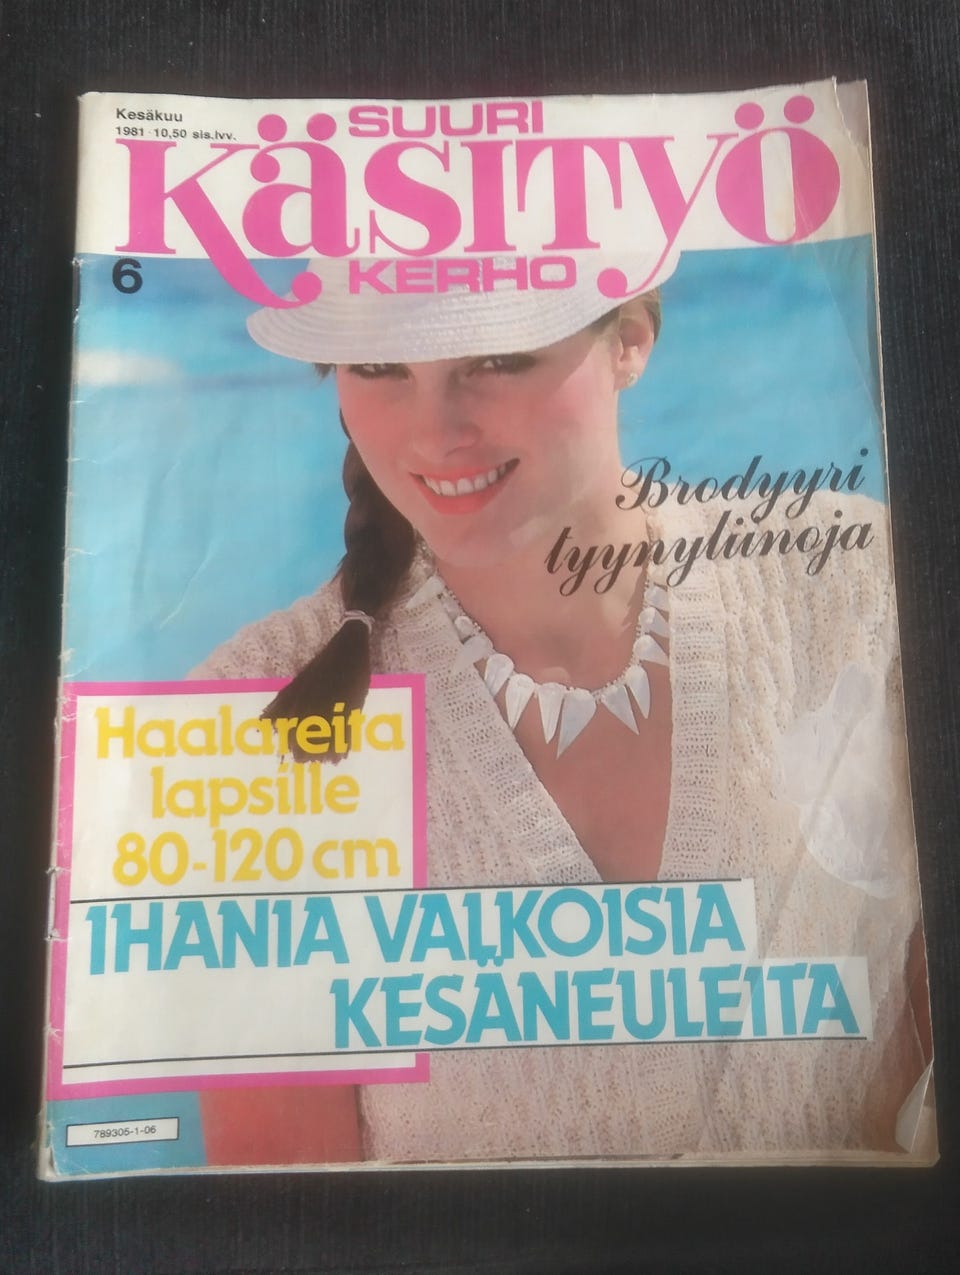 Kesäkuu
1981 · 10,50 sis.lvv.
SUURI
Käsityö
KERHO
6
Brodyyri
tyynyliinoja
Haalareita
lapsille
80-120 cm
IHANIA VALKOISIA
KESÄNEULEITA
789305-1-06